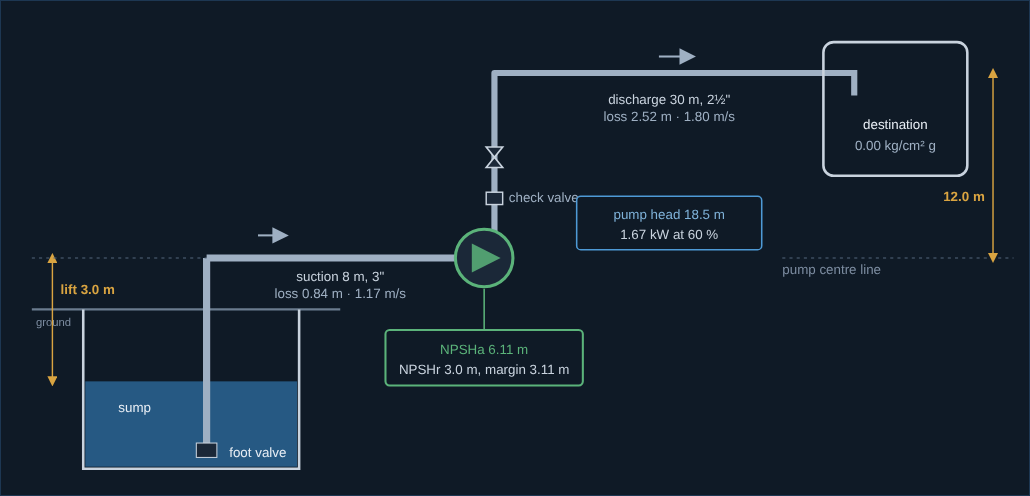 discharge 30 m, 2½"
loss 2.52 m · 1.80 m/s
destination
0.00 kg/cm² g
check valve
12.0 m
pump head 18.5 m
1.67 kW at 60 %
pump centre line
suction 8 m, 3"
loss 0.84 m · 1.17 m/s
lift 3.0 m
ground
NPSHa 6.11 m
NPSHr 3.0 m, margin 3.11 m
sump
foot valve